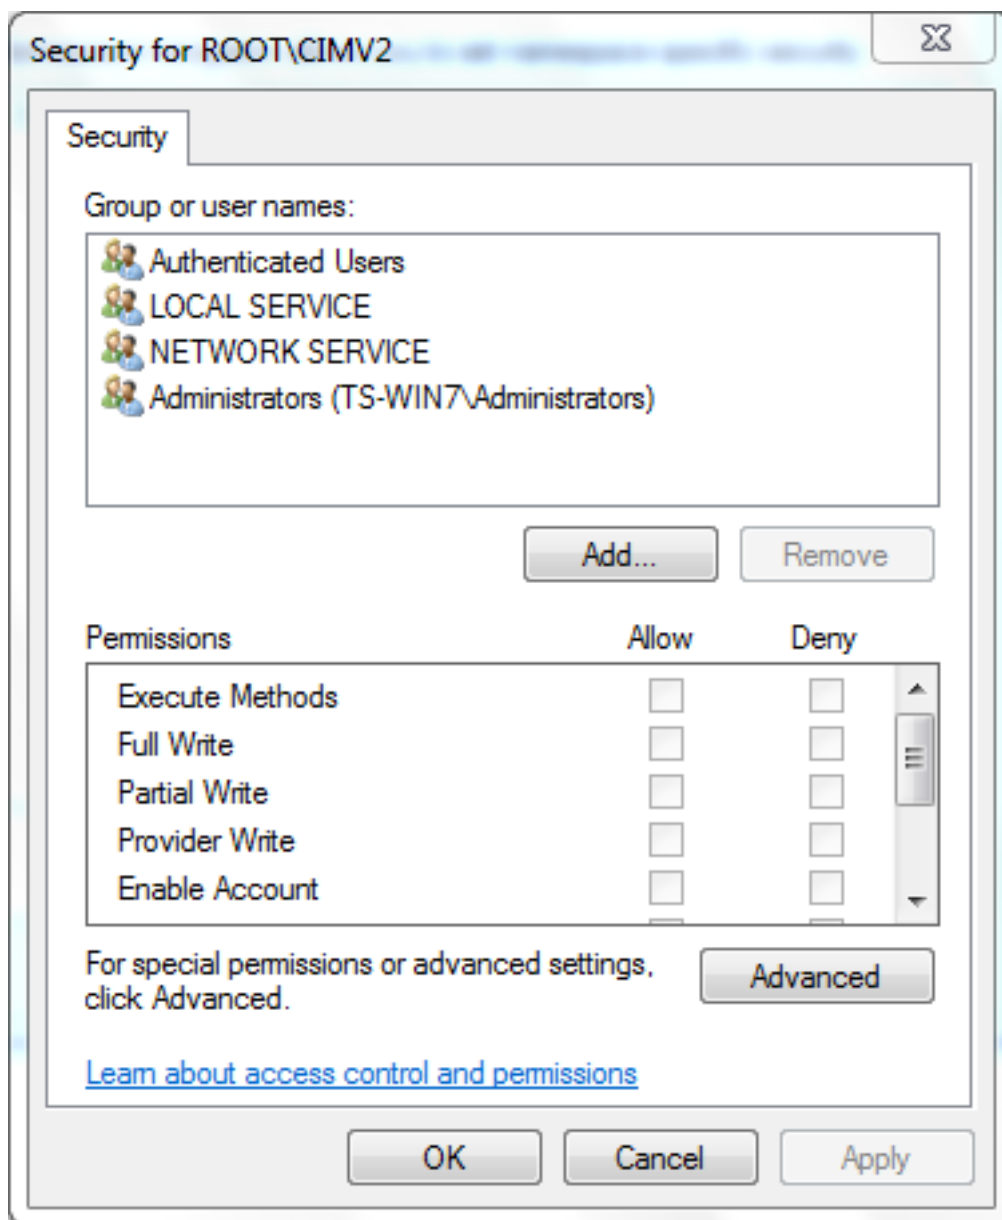 Security for ROOT\CIMV2
Security
Group or user names:
Authenticated Users
LOCAL SERVICE
NETWORK SERVICE
Administrators (TS-WIN7\Administrators)
Add...
Remove
Permissions
Allow
Deny
Execute Methods
Full Write
Partial Write
Provider Write
Enable Account
For special permissions or advanced settings,
click Advanced.
Advanced
Learn about access control and permissions
OK
Cancel
Apply